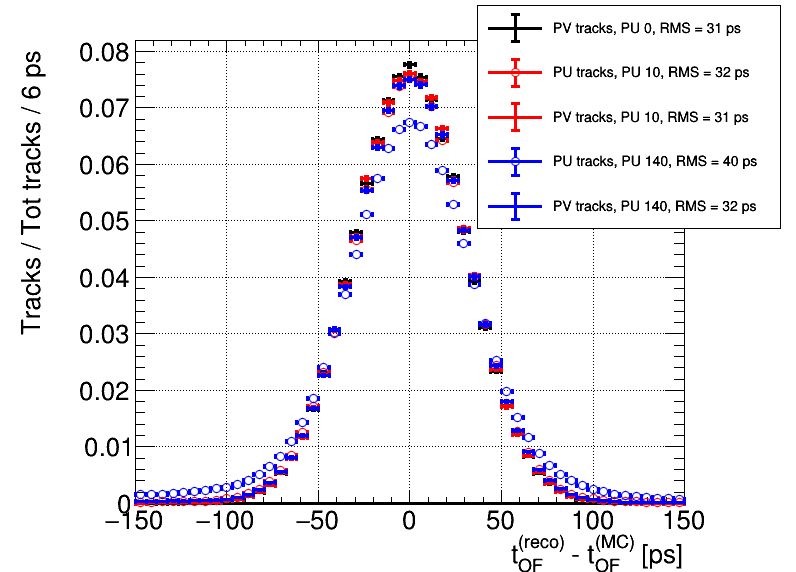 PV tracks, PU 0, RMS = 31 ps
PU tracks, PU 10, RMS = 32 ps
PV tracks, PU 10, RMS = 31 ps
PU tracks, PU 140, RMS = 40 ps
PV tracks, PU 140, RMS = 32 ps
Tracks / Tot tracks / 6 ps
0.08
0.07
0.06
0.05
0.04
0.03
0.02
0.01
0
−150 −100 −50 0 50 100 150
t_OF^(reco) - t_OF^(MC) [ps]